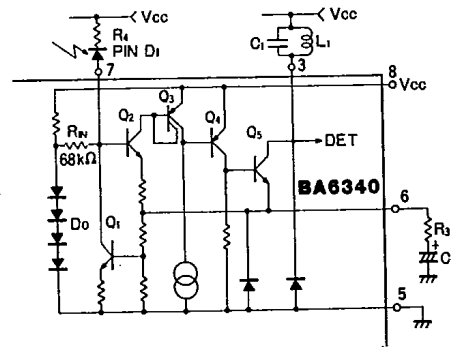 Vcc
R4
PIN D1
7
Vcc
C1
L1
3
8
Vcc
Q2
Q3
Q4
Q5
RIN
68kΩ
DET
BA6340
D0
Q1
6
R3
+
C
5